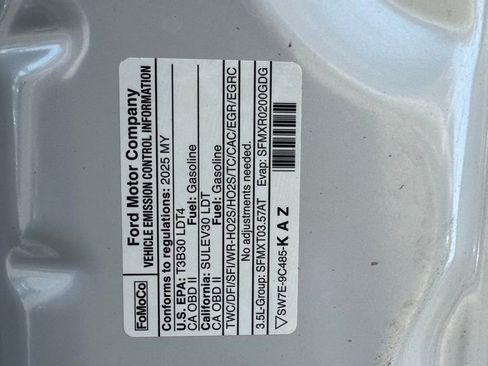 FoMoCo
Ford Motor Company
VEHICLE EMISSION CONTROL INFORMATION
Conforms to regulations: 2025 MY
U.S. EPA: T3B30 LDT4
CA OBD II Fuel: Gasoline
California: SULEV30 LDT
CA OBD II Fuel: Gasoline
TWC/DFI/SFI/WR-HO2S/HO2S/TC/CAC/EGR/EGRC
No adjustments needed.
3.5L-Group: SFMXT03.57AT Evap: SFMXR0200GDG
SW7E-9C485-KAZ